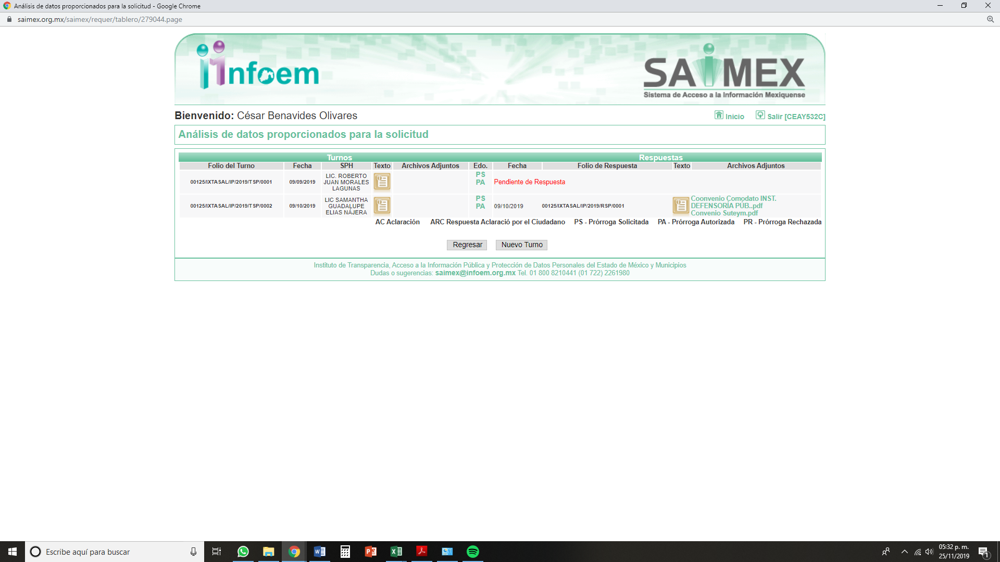 Análisis de datos proporcionados para la solicitud - Google Chrome
saimex.org.mx/saimex/requer/tablero/279044.page
infoem
SAiMEX
Sistema de Acceso a la Información Mexiquense
Bienvenido: César Benavides Olivares
Inicio
Salir [CEAY532C]
Análisis de datos proporcionados para la solicitud
Turnos
Respuestas
Folio del Turno
Fecha
SPH
Texto
Archivos Adjuntos
Edo.
Fecha
Folio de Respuesta
Texto
Archivos Adjuntos
00125/IXTASAL/IP/2019/TSP/0001
09/09/2019
LIC. ROBERTO
JUAN MORALES
LAGUNAS
PS
PA
Pendiente de Respuesta
00125/IXTASAL/IP/2019/TSP/0002
09/10/2019
LIC SAMANTHA
GUADALUPE
ELIAS NÁJERA
PS
PA
09/10/2019
00125/IXTASAL/IP/2019/RSP/0001
Coonvenio Comodato INST.
DEFENSORÍA PÚB..pdf
Convenio Suteym.pdf
AC Aclaración
ARC Respuesta Aclaració por el Ciudadano
PS - Prórroga Solicitada
PA - Prórroga Autorizada
PR - Prórroga Rechazada
Regresar
Nuevo Turno
Instituto de Transparencia, Acceso a la Información Pública y Protección de Datos Personales del Estado de México y Municipios
Dudas o sugerencias: saimex@infoem.org.mx Tel. 01 800 8210441 (01 722) 2261980
Escribe aquí para buscar
05:32 p. m.
25/11/2019
1